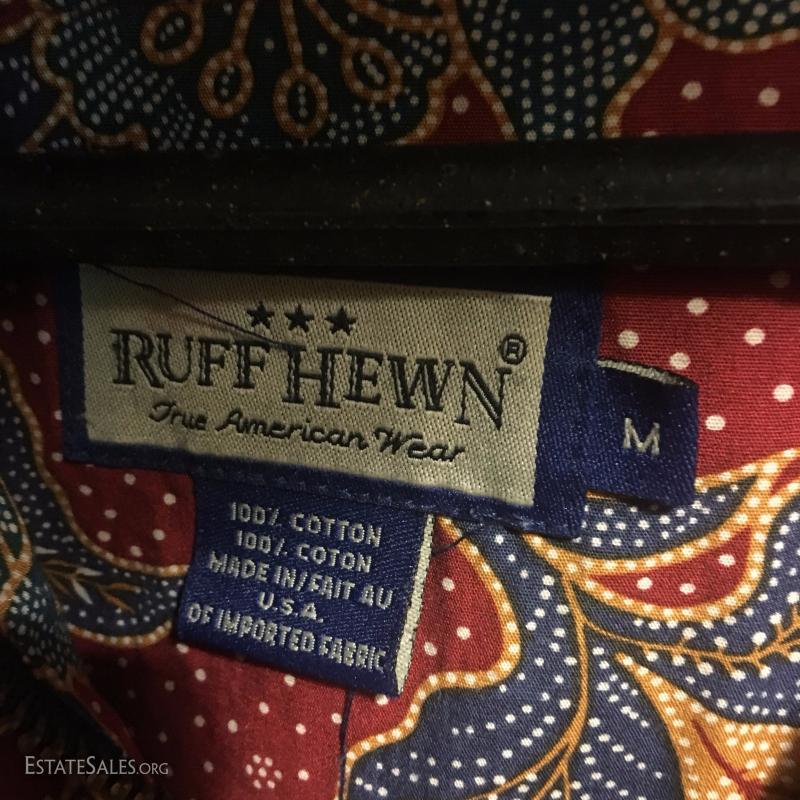 ★★★
RUFF HEWN®
True American Wear
M
100% COTTON
100% COTON
MADE IN/FAIT AU
U.S.A.
OF IMPORTED FABRIC
ESTATESALES.ORG